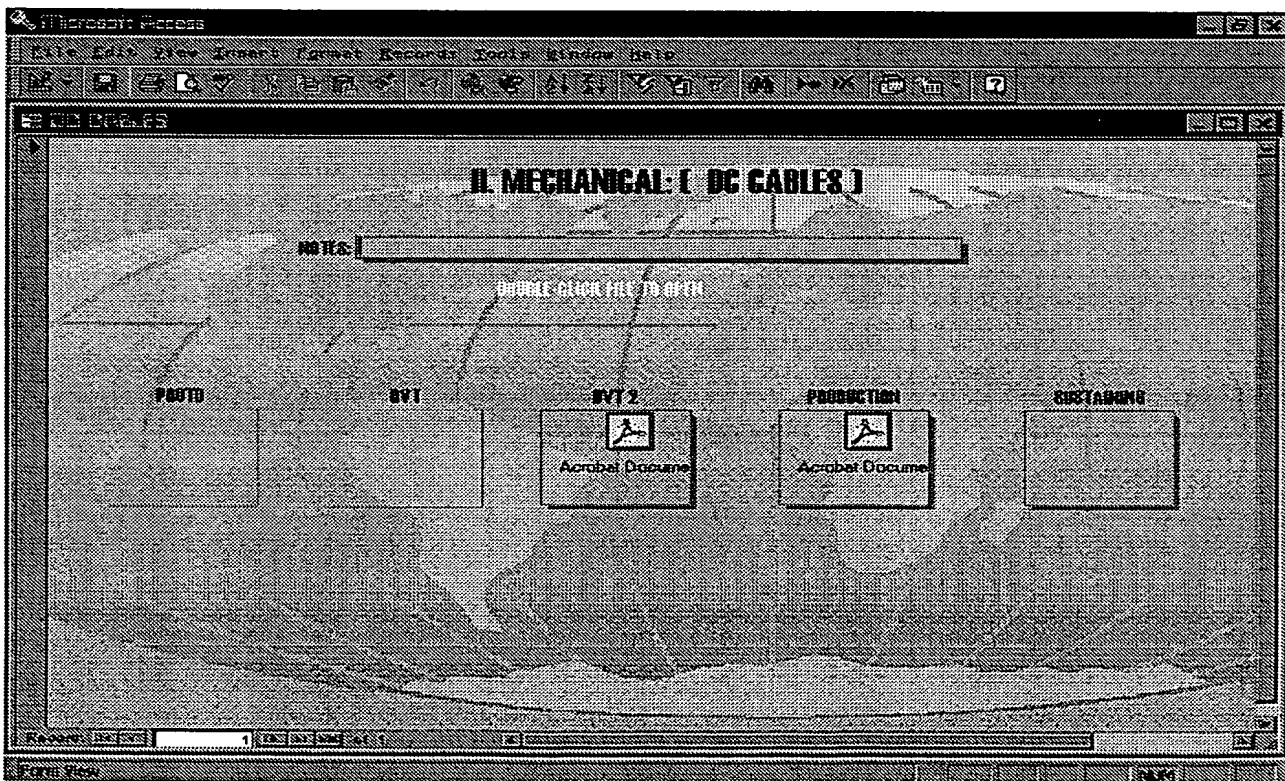 Microsoft Access
File Edit View Insert Format Records Tools Window Help
CABLES
II. MECHANICAL: [ DC CABLES ]
NOTES:
DOUBLE-CLICK FILE TO OPEN
PROTO DVT DVT 2 PRODUCTION SUSTAINING
Acrobat Docume Acrobat Docume
Record: 1 of 1
Form View